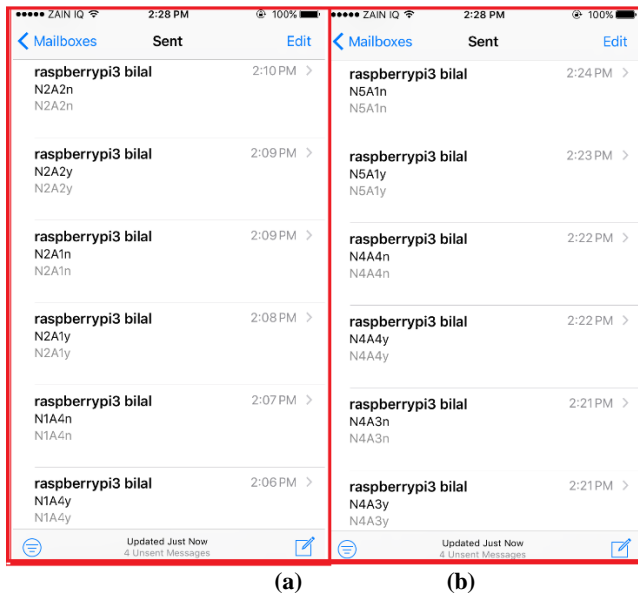 ZAIN IQ 2:28 PM 100%
Mailboxes Sent Edit
raspberrypi3 bilal 2:10 PM
N2A2n
N2A2n
raspberrypi3 bilal 2:09 PM
N2A2y
N2A2y
raspberrypi3 bilal 2:09 PM
N2A1n
N2A1n
raspberrypi3 bilal 2:08 PM
N2A1y
N2A1y
raspberrypi3 bilal 2:07 PM
N1A4n
N1A4n
raspberrypi3 bilal 2:06 PM
N1A4y
N1A4y
Updated Just Now
4 Unsent Messages
(a)
ZAIN IQ 2:28 PM 100%
Mailboxes Sent Edit
raspberrypi3 bilal 2:24 PM
N5A1n
N5A1n
raspberrypi3 bilal 2:23 PM
N5A1y
N5A1y
raspberrypi3 bilal 2:22 PM
N4A4n
N4A4n
raspberrypi3 bilal 2:22 PM
N4A4y
N4A4y
raspberrypi3 bilal 2:21 PM
N4A3n
N4A3n
raspberrypi3 bilal 2:21 PM
N4A3y
N4A3y
Updated Just Now
4 Unsent Messages
(b)